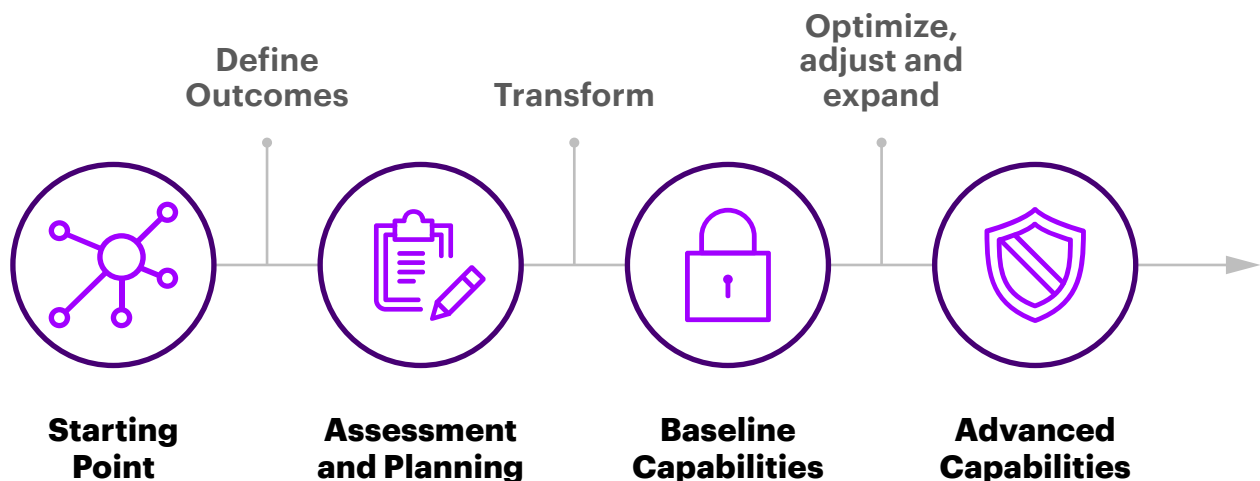 Define
Outcomes
Transform
Optimize,
adjust and
expand
Starting
Point
Assessment
and Planning
Baseline
Capabilities
Advanced
Capabilities